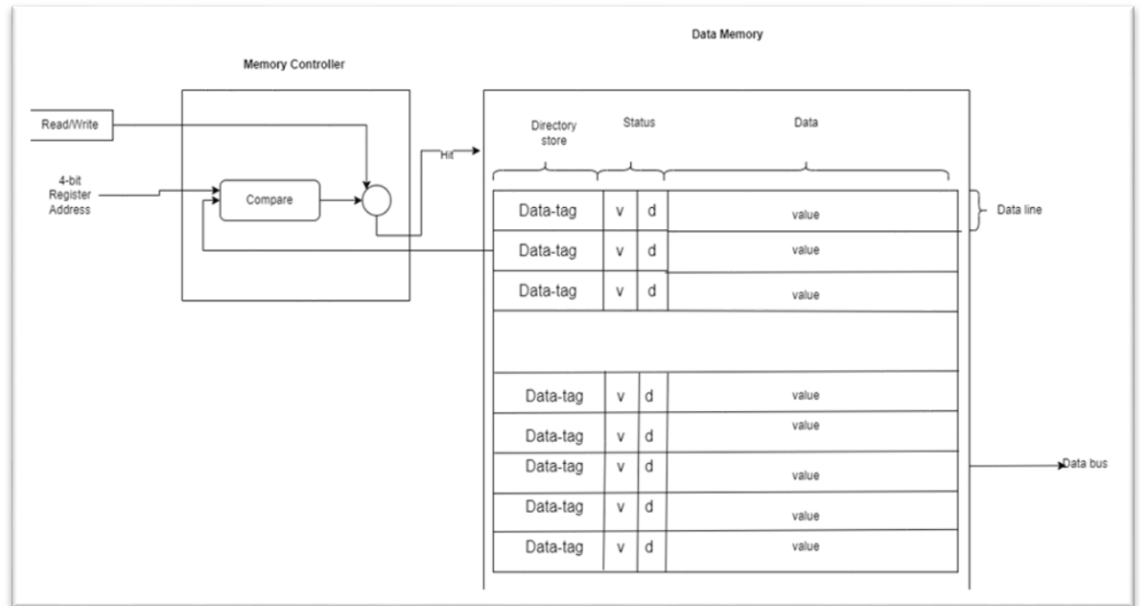 Data Memory
Memory Controller
Read/Write
4-bit
Register
Address
Compare
Hit
Directory
store
Status
Data
Data-tag v d value
Data line
Data-tag v d value
Data-tag v d value
Data-tag v d value
Data-tag v d value
Data-tag v d value
Data bus
Data-tag v d value
Data-tag v d value